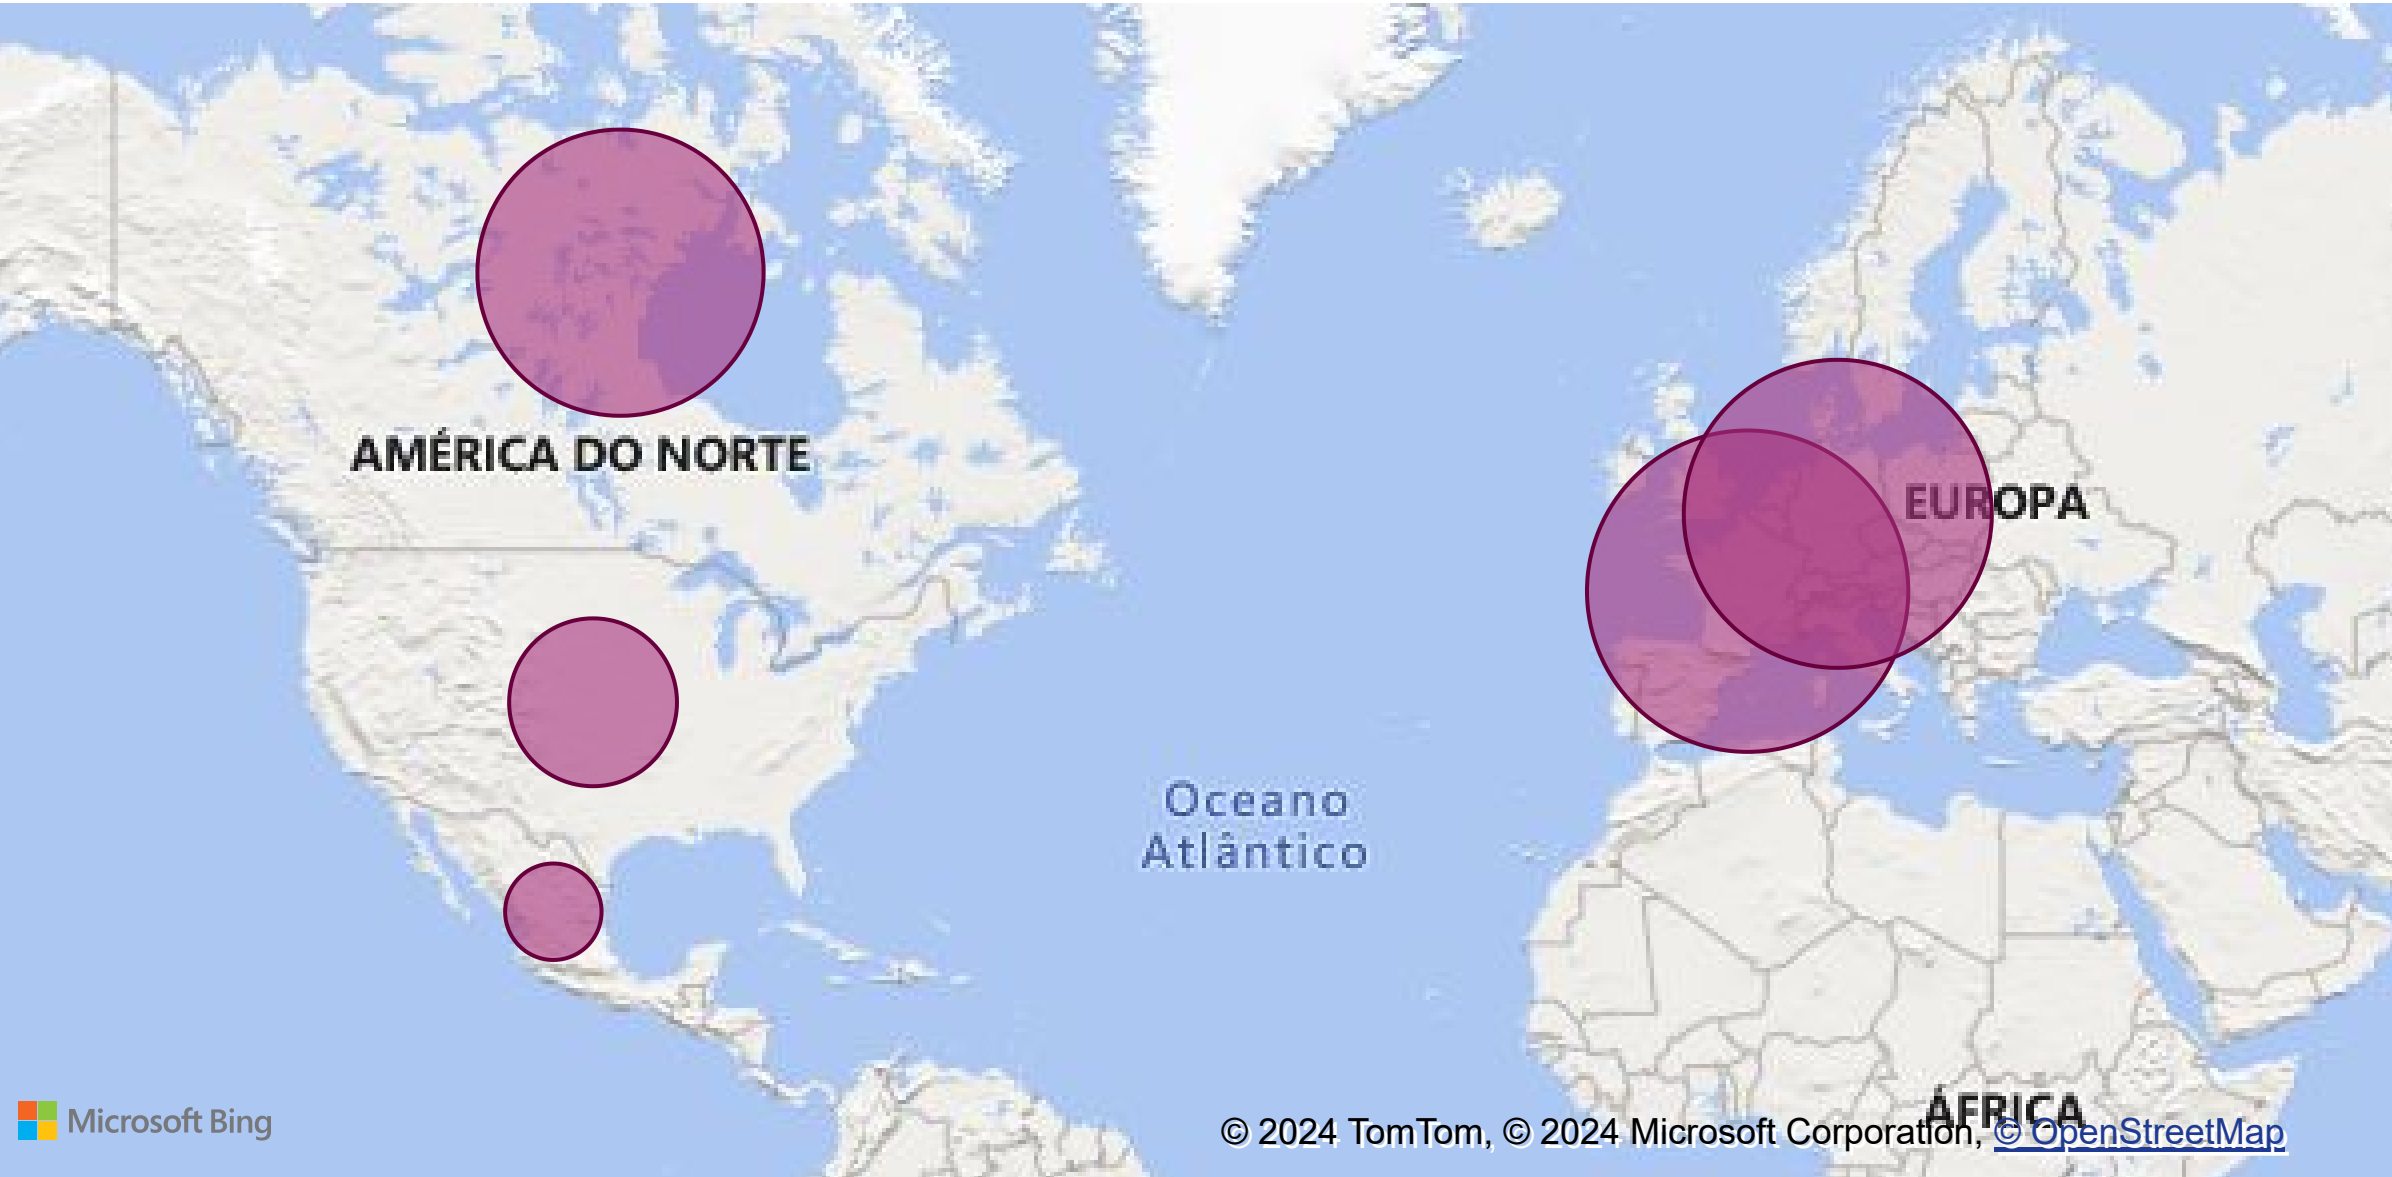 AMÉRICA DO NORTE
EUROPA
Oceano
Atlântico
ÁFRICA
Microsoft Bing
© 2024 TomTom, © 2024 Microsoft Corporation, © OpenStreetMap